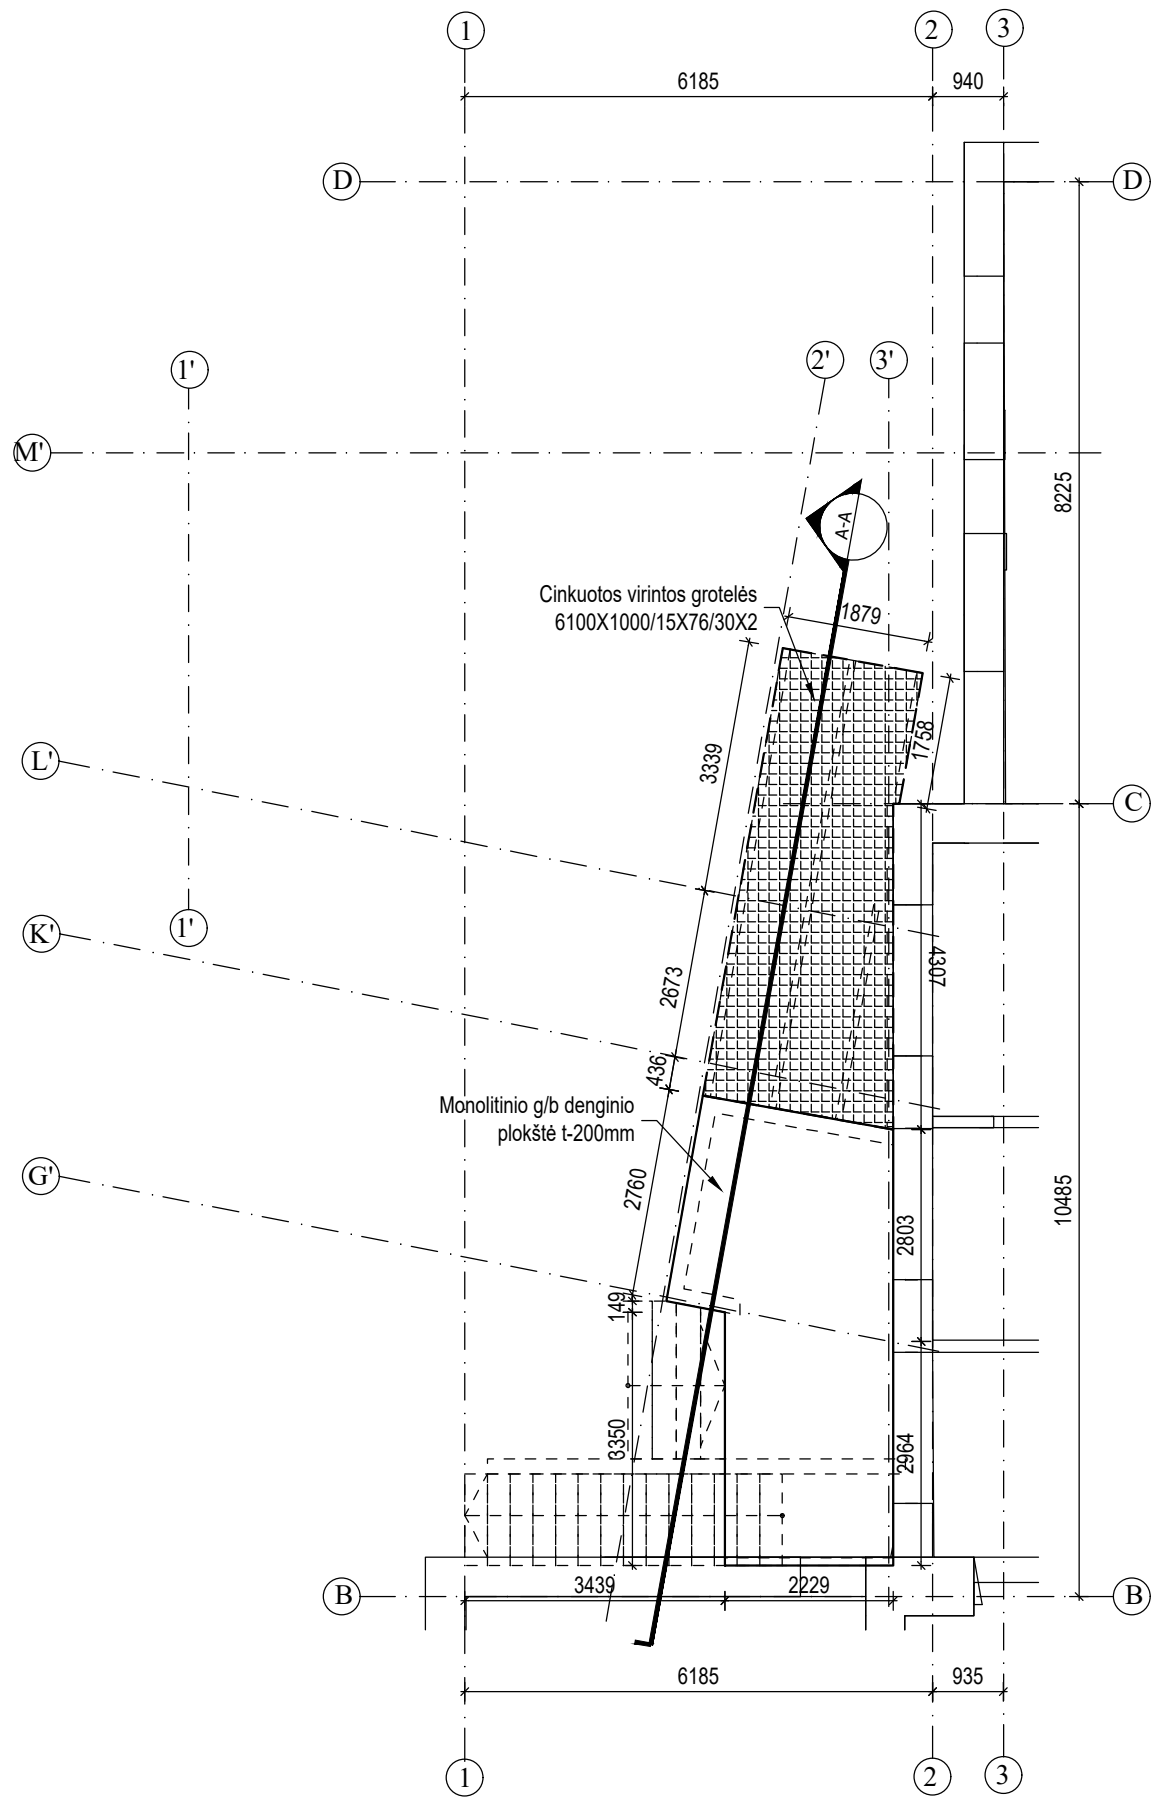 1
2
3
6185
940
D
D
1'
2'
3'
M'
8225
A-A
Cinkuotos virintos grotelės
6100X1000/15X76/30X2
1879
3339
1758
L'
C
1'
K'
2673
4307
436
Monolitinio g/b denginio
plokštė t-200mm
G'
2760
2803
10485
149
3350
2964
B
3439
2229
B
6185
935
1
2
3